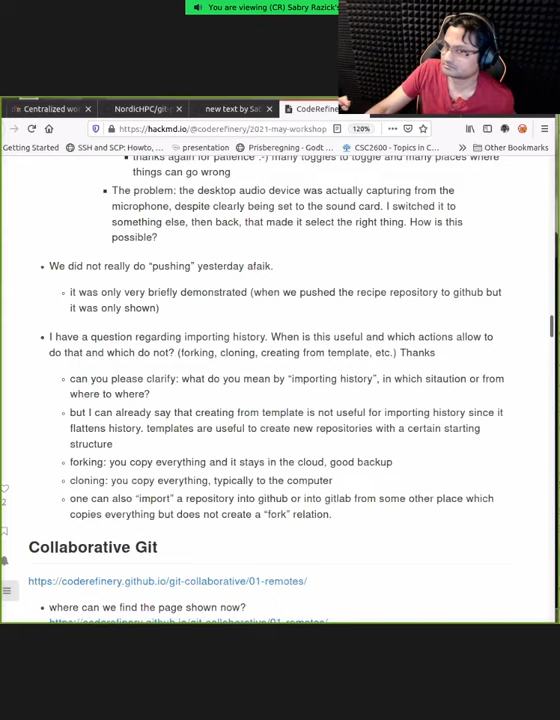 You are viewing (CR) Sabry Razick's
Centralized wo
NordicHPC/git-
new text by Sab
CodeRefine
https://hackmd.io/@coderefinery/2021-may-workshop
120%
Getting Started
SSH and SCP: Howto, ...
presentation
Prisberegning - Godt ...
CSC2600 - Topics in C...
Other Bookmarks
thanks again for patience :-) many toggles to toggle and many places where
things can go wrong
The problem: the desktop audio device was actually capturing from the
microphone, despite clearly being set to the sound card. I switched it to
something else, then back, that made it select the right thing. How is this
possible?
We did not really do “pushing” yesterday afaik.
it was only very briefly demonstrated (when we pushed the recipe repository to github but
it was only shown)
I have a question regarding importing history. When is this useful and which actions allow to
do that and which do not? (forking, cloning, creating from template, etc.) Thanks
can you please clarify: what do you mean by “importing history”, in which sitaution or from
where to where?
but I can already say that creating from template is not useful for importing history since it
flattens history. templates are useful to create new repositories with a certain starting
structure
forking: you copy everything and it stays in the cloud, good backup
cloning: you copy everything, typically to the computer
one can also “import” a repository into github or into gitlab from some other place which
copies everything but does not create a “fork” relation.
2
Collaborative Git
https://coderefinery.github.io/git-collaborative/01-remotes/
where can we find the page shown now?
https://coderefinery.github.io/git-collaborative/01-remotes/